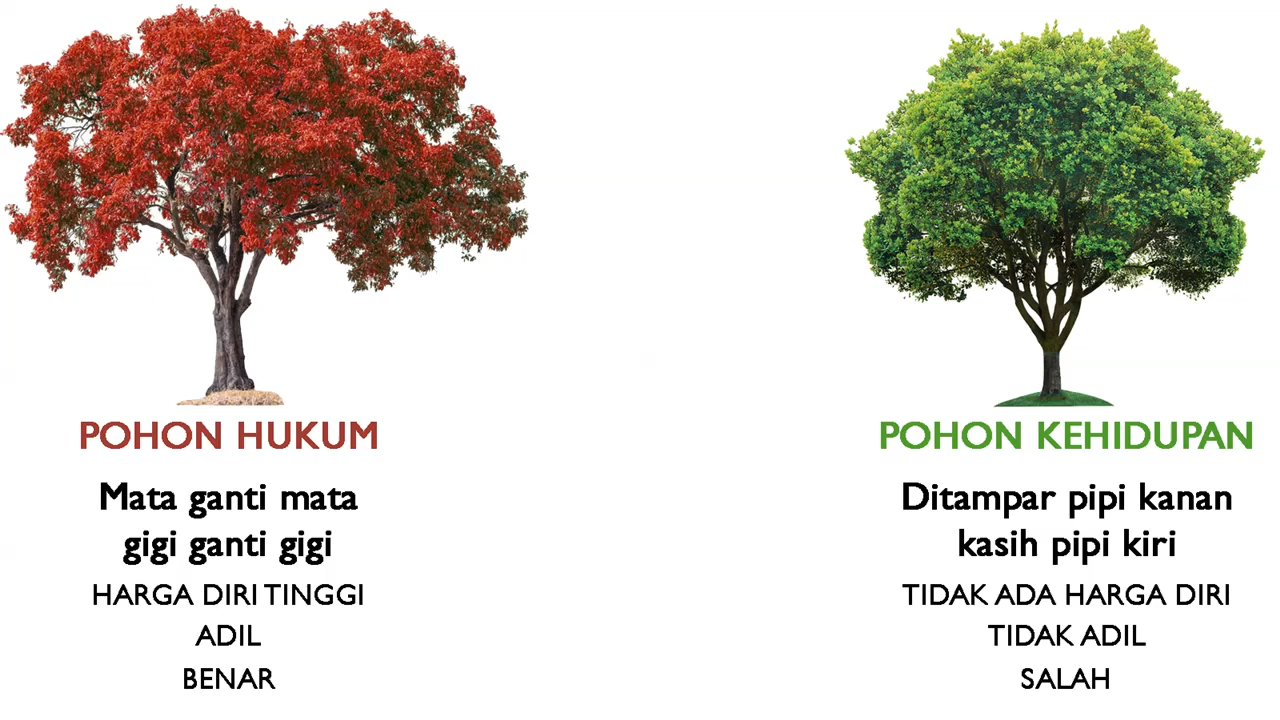 POHON HUKUM
Mata ganti mata
gigi ganti gigi
HARGA DIRI TINGGI
ADIL
BENAR
POHON KEHIDUPAN
Ditampar pipi kanan
kasih pipi kiri
TIDAK ADA HARGA DIRI
TIDAK ADIL
SALAH